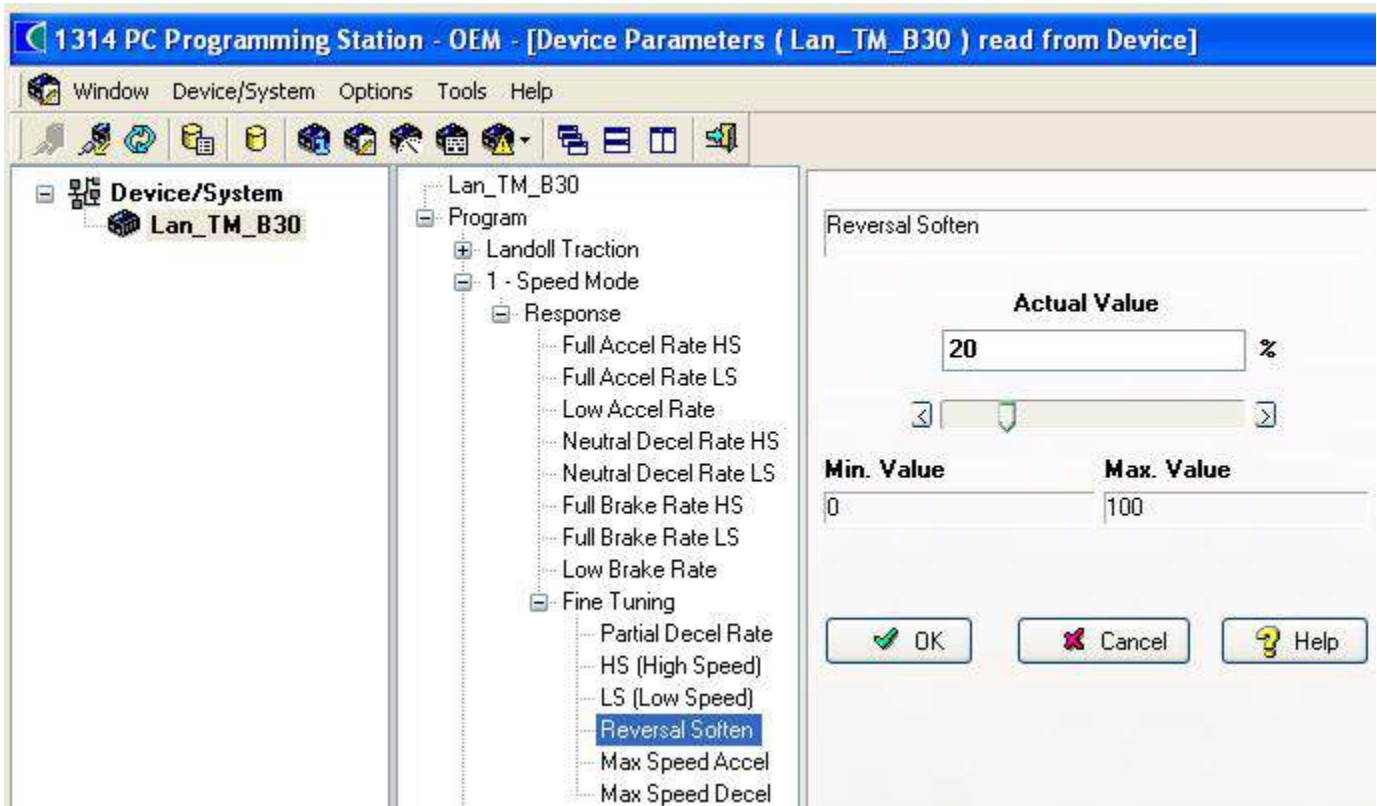 1314 PC Programming Station - OEM - [Device Parameters ( Lan_TM_B30 ) read from Device]
Window Device/System Options Tools Help
Device/System
Lan_TM_B30
Lan_TM_B30
Program
Landoll Traction
1 - Speed Mode
Response
Full Accel Rate HS
Full Accel Rate LS
Low Accel Rate
Neutral Decel Rate HS
Neutral Decel Rate LS
Full Brake Rate HS
Full Brake Rate LS
Low Brake Rate
Fine Tuning
Partial Decel Rate
HS (High Speed)
LS (Low Speed)
Reversal Soften
Max Speed Accel
Max Speed Decel
Reversal Soften
Actual Value
20 %
Min. Value Max. Value
0 100
OK Cancel Help